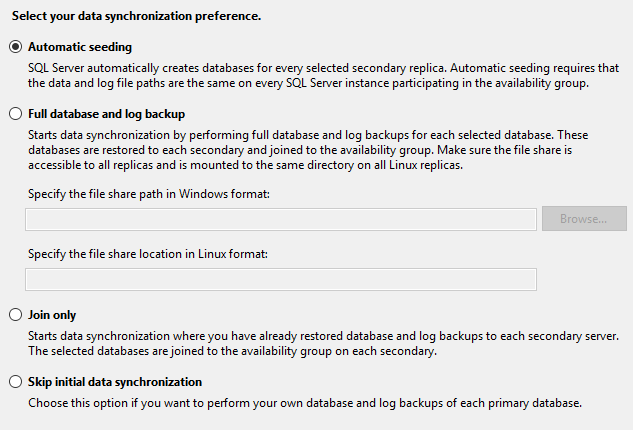 Select your data synchronization preference.
Automatic seeding
SQL Server automatically creates databases for every selected secondary replica. Automatic seeding requires that
the data and log file paths are the same on every SQL Server instance participating in the availability group.
Full database and log backup
Starts data synchronization by performing full database and log backups for each selected database. These
databases are restored to each secondary and joined to the availability group. Make sure the file share is
accessible to all replicas and is mounted to the same directory on all Linux replicas.
Specify the file share path in Windows format:
Browse...
Specify the file share location in Linux format:
Join only
Starts data synchronization where you have already restored database and log backups to each secondary server.
The selected databases are joined to the availability group on each secondary.
Skip initial data synchronization
Choose this option if you want to perform your own database and log backups of each primary database.